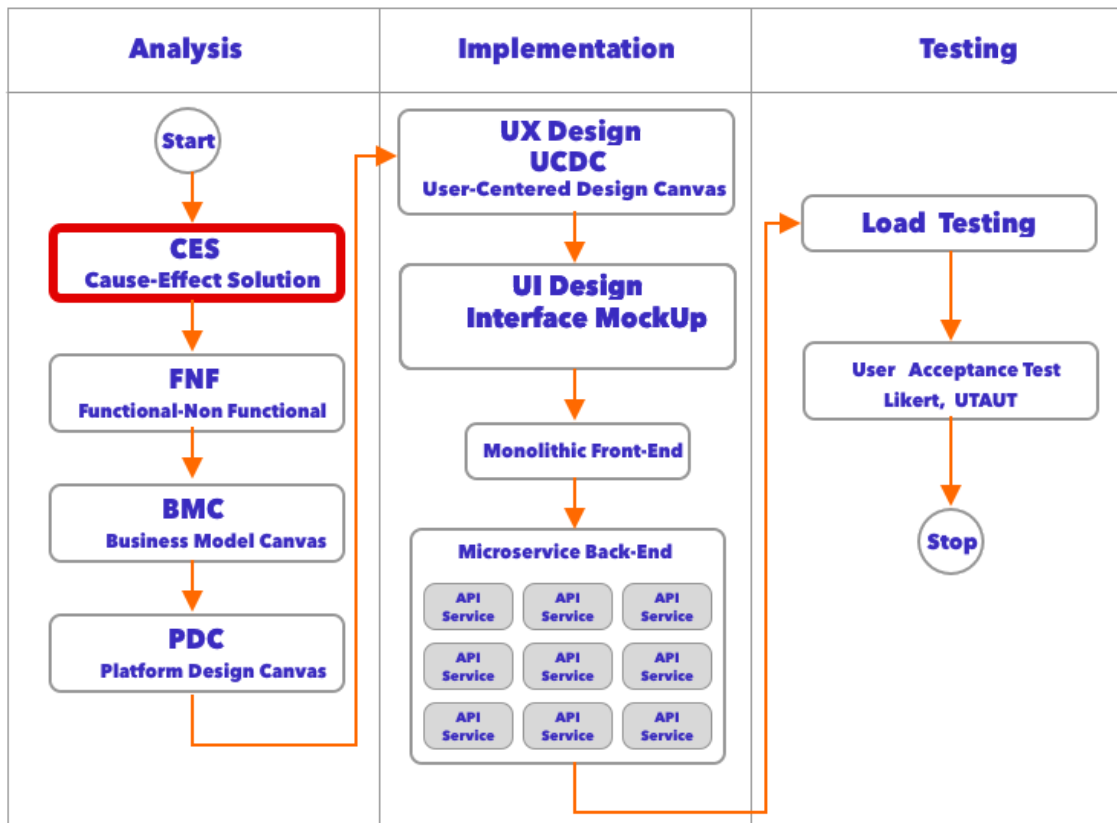 Analysis
Implementation
Testing
Start
CES
Cause-Effect Solution
FNF
Functional-Non Functional
BMC
Business Model Canvas
PDC
Platform Design Canvas
UX Design
UCDC
User-Centered Design Canvas
UI Design
Interface MockUp
Monolithic Front-End
Microservice Back-End
API
Service
API
Service
API
Service
API
Service
API
Service
API
Service
API
Service
API
Service
API
Service
Load Testing
User Acceptance Test
Likert, UTAUT
Stop